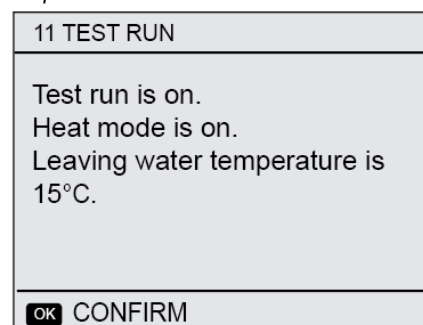 11 TEST RUN
Test run is on.
Heat mode is on.
Leaving water temperature is
15°C.
OK CONFIRM